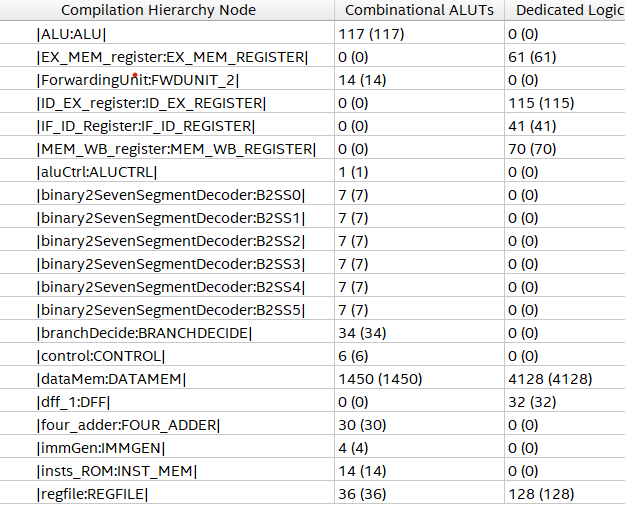 Compilation Hierarchy Node Combinational ALUTs Dedicated Logic
|ALU:ALU| 117 (117) 0 (0)
|EX_MEM_register:EX_MEM_REGISTER| 0 (0) 61 (61)
|ForwardingUnit:FWDUNIT_2| 14 (14) 0 (0)
|ID_EX_register:ID_EX_REGISTER| 0 (0) 115 (115)
|IF_ID_Register:IF_ID_REGISTER| 0 (0) 41 (41)
|MEM_WB_register:MEM_WB_REGISTER| 0 (0) 70 (70)
|aluCtrl:ALUCTRL| 1 (1) 0 (0)
|binary2SevenSegmentDecoder:B2SS0| 7 (7) 0 (0)
|binary2SevenSegmentDecoder:B2SS1| 7 (7) 0 (0)
|binary2SevenSegmentDecoder:B2SS2| 7 (7) 0 (0)
|binary2SevenSegmentDecoder:B2SS3| 7 (7) 0 (0)
|binary2SevenSegmentDecoder:B2SS4| 7 (7) 0 (0)
|binary2SevenSegmentDecoder:B2SS5| 7 (7) 0 (0)
|branchDecide:BRANCHDECIDE| 34 (34) 0 (0)
|control:CONTROL| 6 (6) 0 (0)
|dataMem:DATAMEM| 1450 (1450) 4128 (4128)
|dff_1:DFF| 0 (0) 32 (32)
|four_adder:FOUR_ADDER| 30 (30) 0 (0)
|immGen:IMMGEN| 4 (4) 0 (0)
|insts_ROM:INST_MEM| 14 (14) 0 (0)
|regfile:REGFILE| 36 (36) 128 (128)